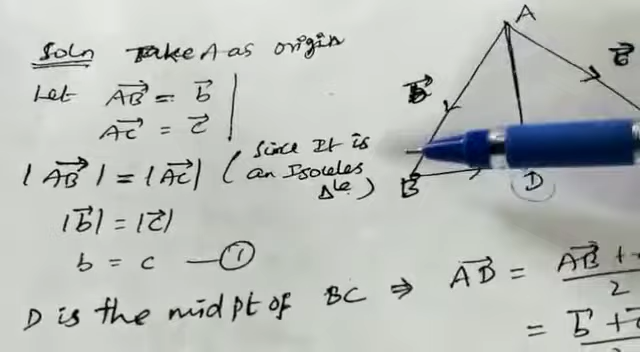 Soln Take A as origin
Let AB⃗ = b⃗
AC⃗ = c⃗
|AB⃗| = |AC⃗| (Since It is
an Isoceles
Δle)
|b⃗| = |c⃗|
b = c —①
D is the mid pt of BC ⇒ AD⃗ = AB⃗ +
2
= b⃗ + c⃗
A
b⃗
B
D